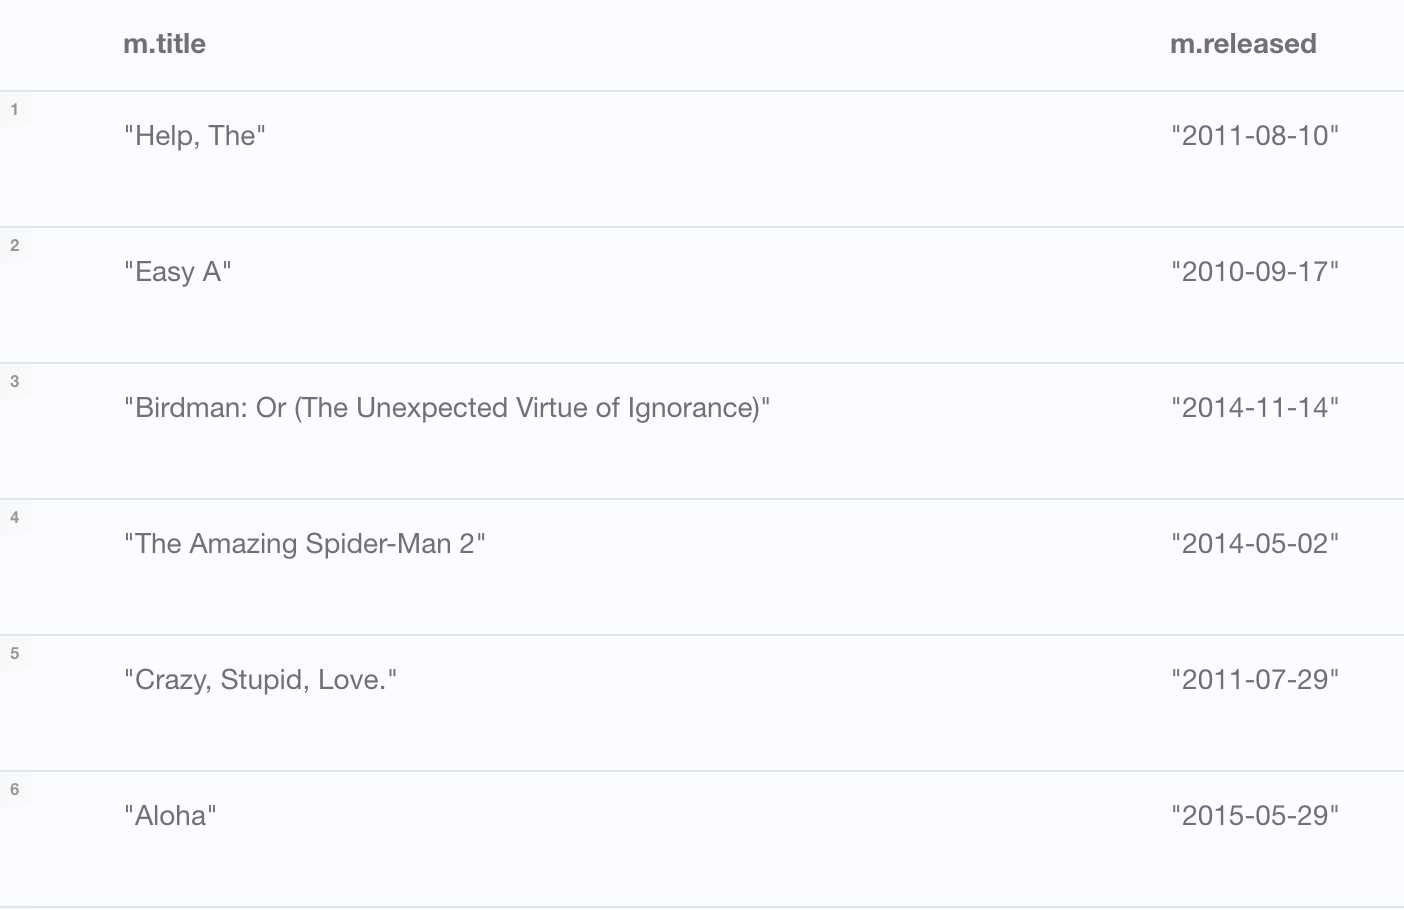 m.title m.released
1
"Help, The" "2011-08-10"
2
"Easy A" "2010-09-17"
3
"Birdman: Or (The Unexpected Virtue of Ignorance)" "2014-11-14"
4
"The Amazing Spider-Man 2" "2014-05-02"
5
"Crazy, Stupid, Love." "2011-07-29"
6
"Aloha" "2015-05-29"